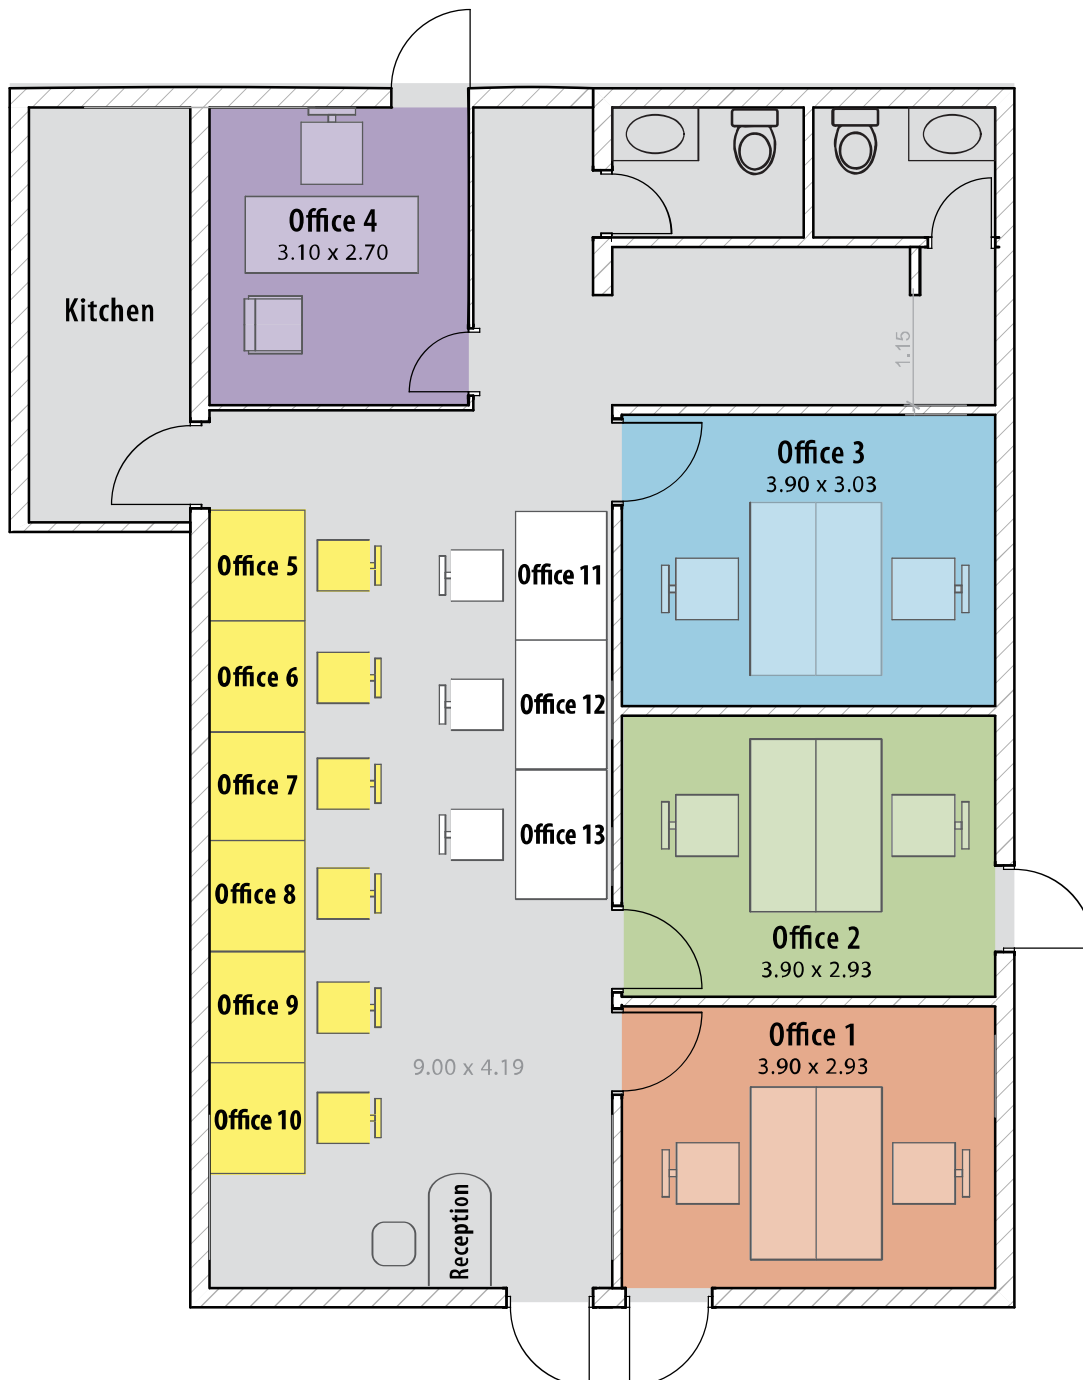 Office 4
3.10 x 2.70
Kitchen
1.15
Office 3
3.90 x 3.03
Office 5
Office 11
Office 6
Office 12
Office 7
Office 13
Office 8
Office 2
3.90 x 2.93
Office 9
Office 1
3.90 x 2.93
9.00 x 4.19
Office 10
Reception